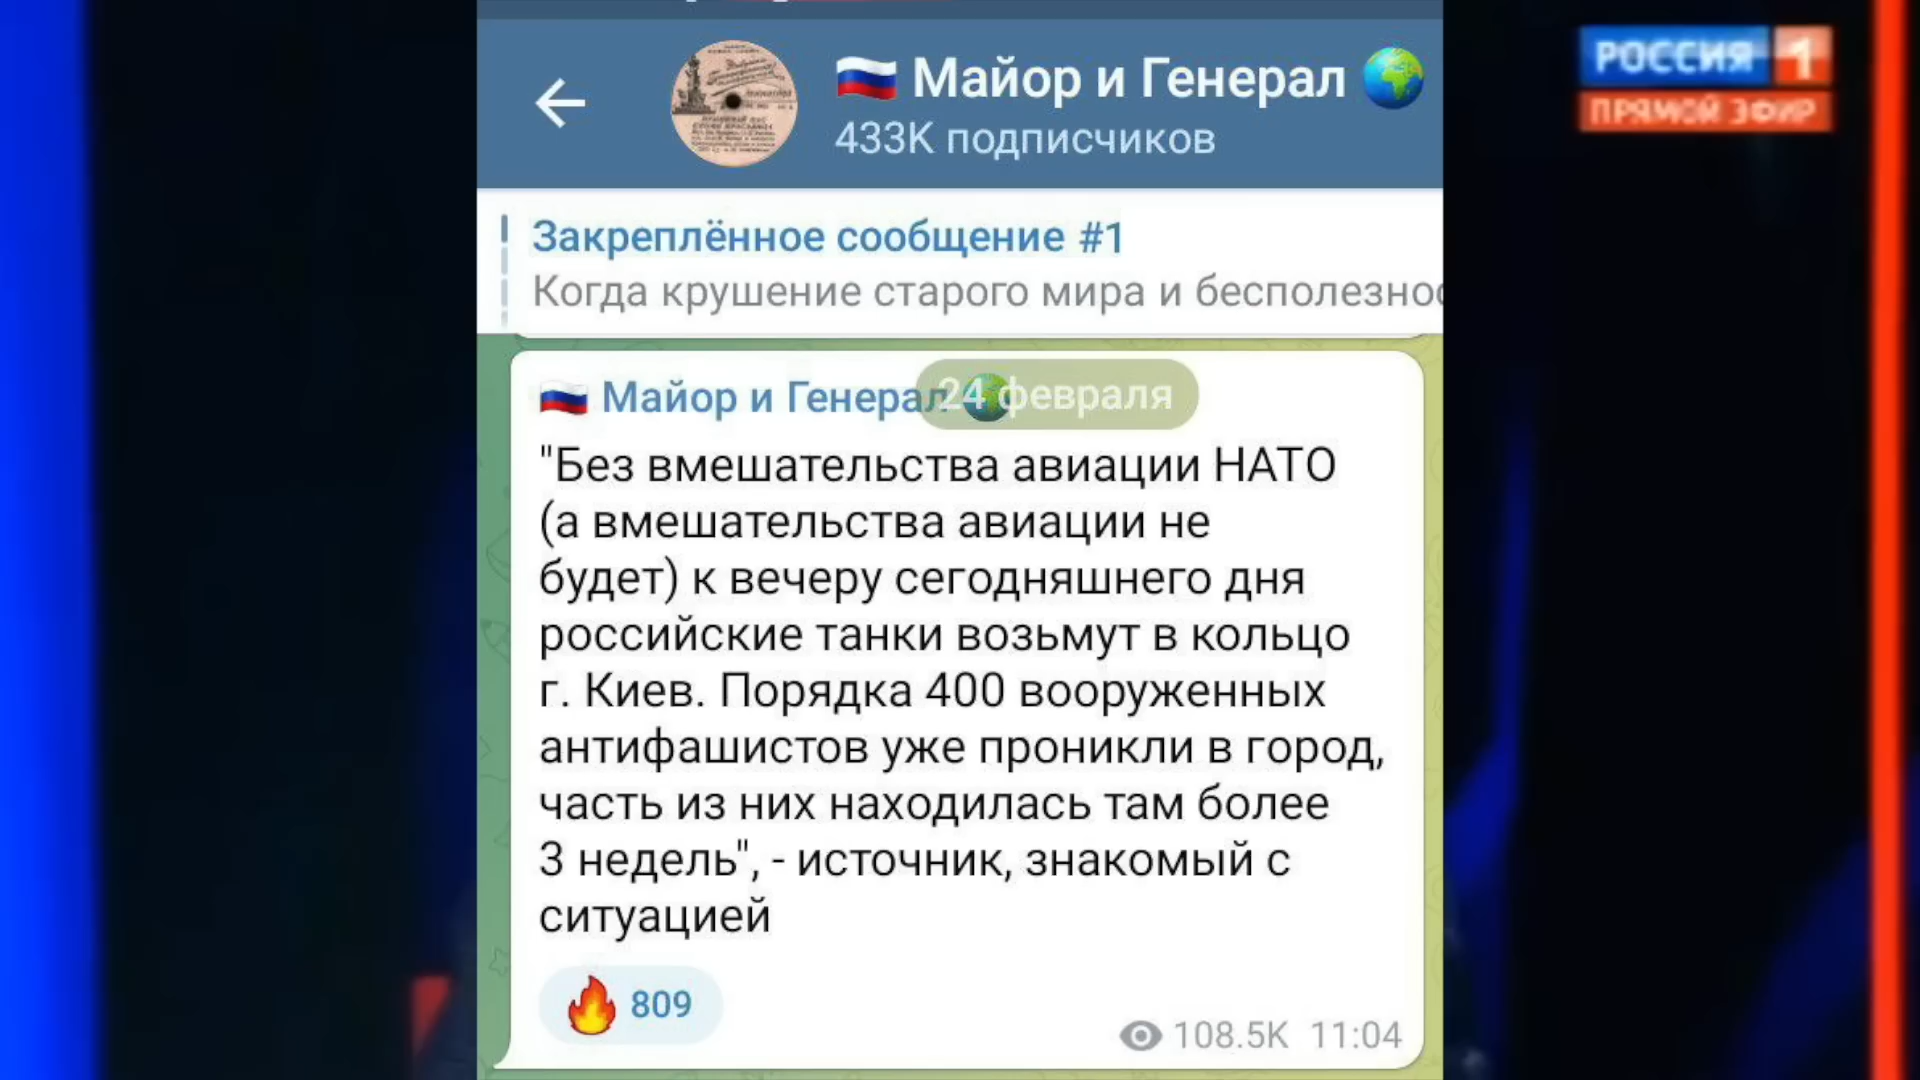 РОССИЯ 1
ПРЯМОЙ ЭФИР
Майор и Генерал
433K подписчиков
Закреплённое сообщение #1
Когда крушение старого мира и бесполезнос
Майор и Генерал
24 февраля
"Без вмешательства авиации НАТО
(а вмешательства авиации не
будет) к вечеру сегодняшнего дня
российские танки возьмут в кольцо
г. Киев. Порядка 400 вооруженных
антифашистов уже проникли в город,
часть из них находилась там более
3 недель", - источник, знакомый с
ситуацией
809
108.5K 11:04